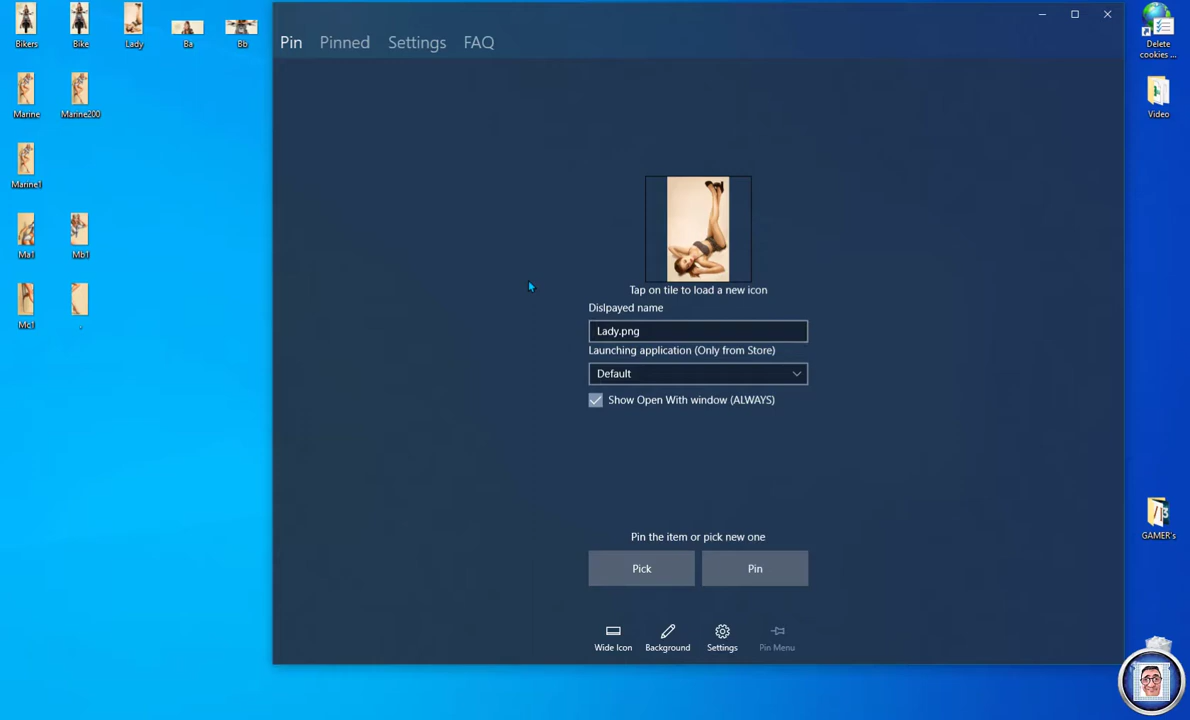 Bikers
Bike
Lady
Ba
Bb
Marine
Marine200
Marine1
Ma1
Mb1
Mc1
.
Pin
Pinned
Settings
FAQ
Tap on tile to load a new icon
Dislpayed name
Lady.png
Launching application (Only from Store)
Default
Show Open With window (ALWAYS)
Pin the item or pick new one
Pick
Pin
Wide Icon
Background
Settings
Pin Menu
Delete
cookies ...
Video
GAMER's